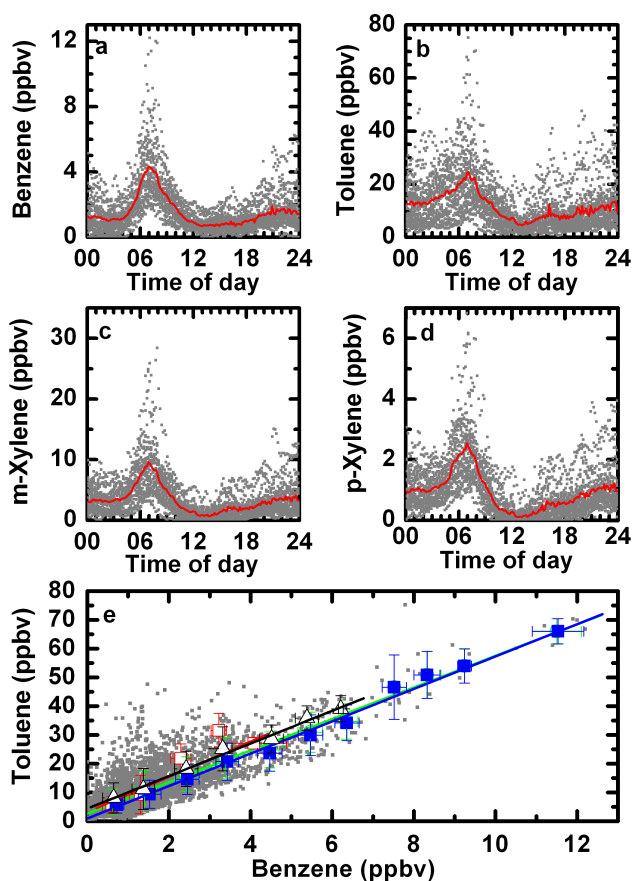 a
Benzene (ppbv)
12
8
4
0
00 06 12 18 24
Time of day
b
Toluene (ppbv)
80
60
40
20
0
00 06 12 18 24
Time of day
c
m-Xylene (ppbv)
30
20
10
0
00 06 12 18 24
Time of day
d
p-Xylene (ppbv)
6
4
2
0
00 06 12 18 24
Time of day
e
Toluene (ppbv)
80
70
60
50
40
30
20
10
0
0 2 4 6 8 10 12
Benzene (ppbv)